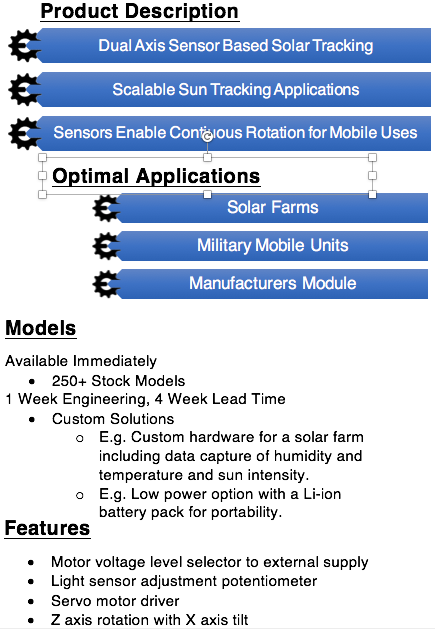 Product Description
Dual Axis Sensor Based Solar Tracking
Scalable Sun Tracking Applications
Sensors Enable Contiuous Rotation for Mobile Uses
Optimal Applications
Solar Farms
Military Mobile Units
Manufacturers Module
Models
Available Immediately
• 250+ Stock Models
1 Week Engineering, 4 Week Lead Time
• Custom Solutions
o E.g. Custom hardware for a solar farm
including data capture of humidity and
temperature and sun intensity.
o E.g. Low power option with a Li-ion
battery pack for portability.
Features
• Motor voltage level selector to external supply
• Light sensor adjustment potentiometer
• Servo motor driver
• Z axis rotation with X axis tilt